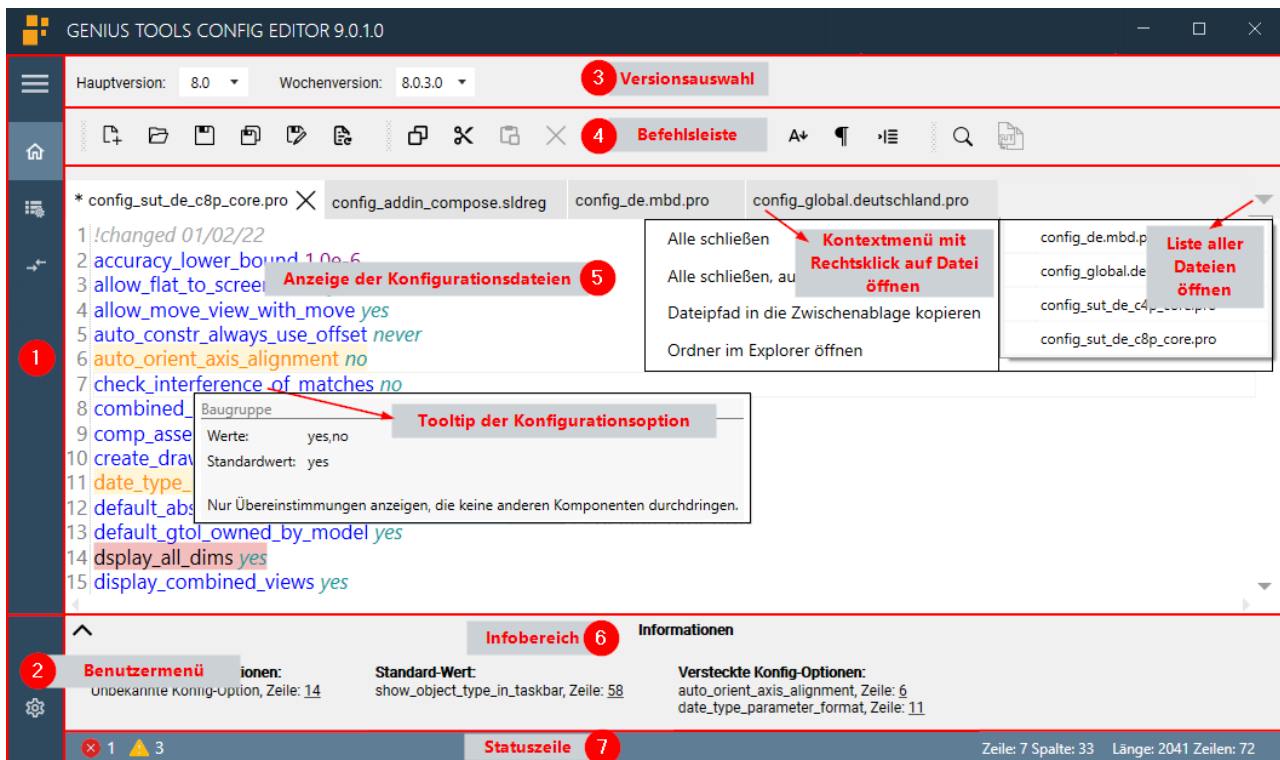 GENIUS TOOLS CONFIG EDITOR 9.0.1.0
Hauptversion: 8.0 Wochenversion: 8.0.3.0 3 Versionsauswahl
4 Befehlsleiste A ¶ SUT
* config_sut_de_c8p_core.pro config_addin_compose.sldreg config_de.mbd.pro config_global.deutschland.pro
1 !changed 01/02/22
2 accuracy_lower_bound 1.0e-6
3 allow_flat_to_screen
4 allow_move_view_with_move yes
5 auto_constr_always_use_offset never
6 auto_orient_axis_alignment no
7 check_interference_of_matches no
8 combined_
9 comp_asse
10 create_draw
11 date_type_
12 default_abs
13 default_gtol_owned_by_model yes
14 dsplay_all_dims yes
15 display_combined_views yes
Anzeige der Konfigurationsdateien 5
1
Baugruppe
Werte: yes,no
Standardwert: yes
Nur Übereinstimmungen anzeigen, die keine anderen Komponenten durchdringen.
Tooltip der Konfigurationsoption
Alle schließen
Alle schließen, au
Dateipfad in die Zwischenablage kopieren
Ordner im Explorer öffnen
Kontextmenü mit
Rechtsklick auf Datei
öffnen
config_de.mbd.p
config_global.de
config_sut_de_c4p_core.pro
config_sut_de_c8p_core.pro
Liste aller
Dateien
öffnen
Infobereich 6 Informationen
2 Benutzermenü
ionen:
Unbekannte Konfig-Option, Zeile: 14
Standard-Wert:
show_object_type_in_taskbar, Zeile: 58
Versteckte Konfig-Optionen:
auto_orient_axis_alignment, Zeile: 6
date_type_parameter_format, Zeile: 11
1 3 Statuszeile 7 Zeile: 7 Spalte: 33 Länge: 2041 Zeilen: 72